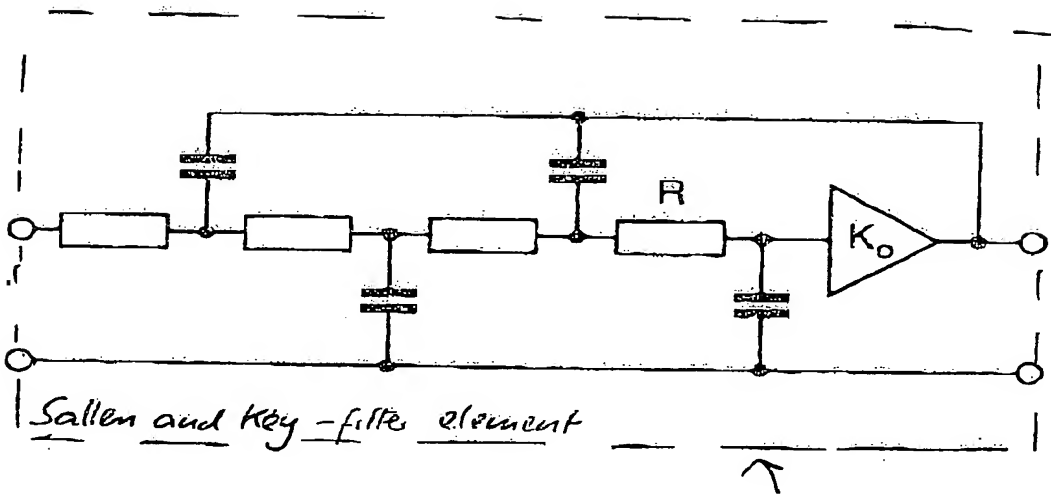 R
K₀
Sallen and Key - filter element